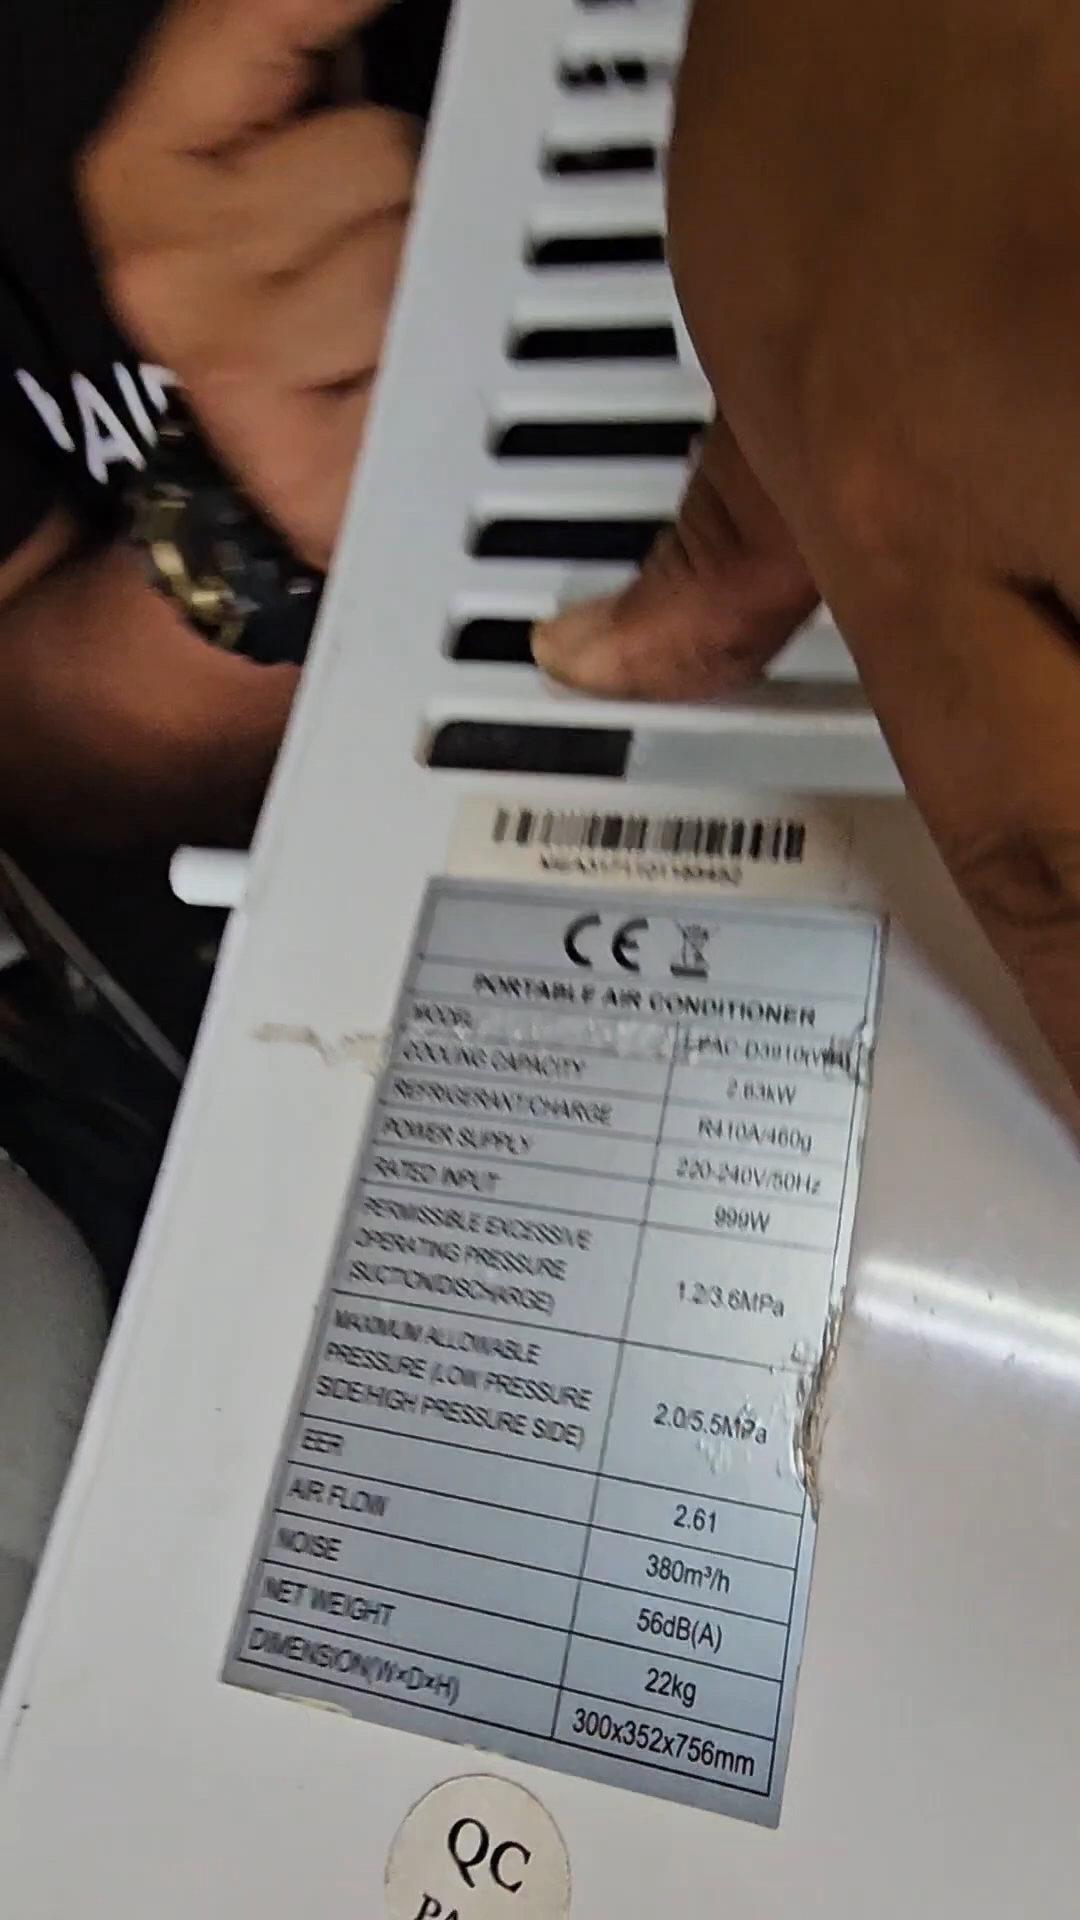 CE
PORTABLE AIR CONDITIONER
MODEL
COOLING CAPACITY 2.63kW
REFRIGERANT/CHARGE R410A/460g
POWER SUPPLY 220-240V/50Hz
RATED INPUT 999W
PERMISSIBLE EXCESSIVE
OPERATING PRESSURE
SUCTION/DISCHARGE) 1.2/3.6MPa
MAXIMUM ALLOWABLE
PRESSURE (LOW PRESSURE
SIDE/HIGH PRESSURE SIDE) 2.0/5.5MPa
EER 2.61
AIR FLOW 380m³/h
NOISE 56dB(A)
NET WEIGHT 22kg
DIMENSION(W×D×H) 300x352x756mm
QC